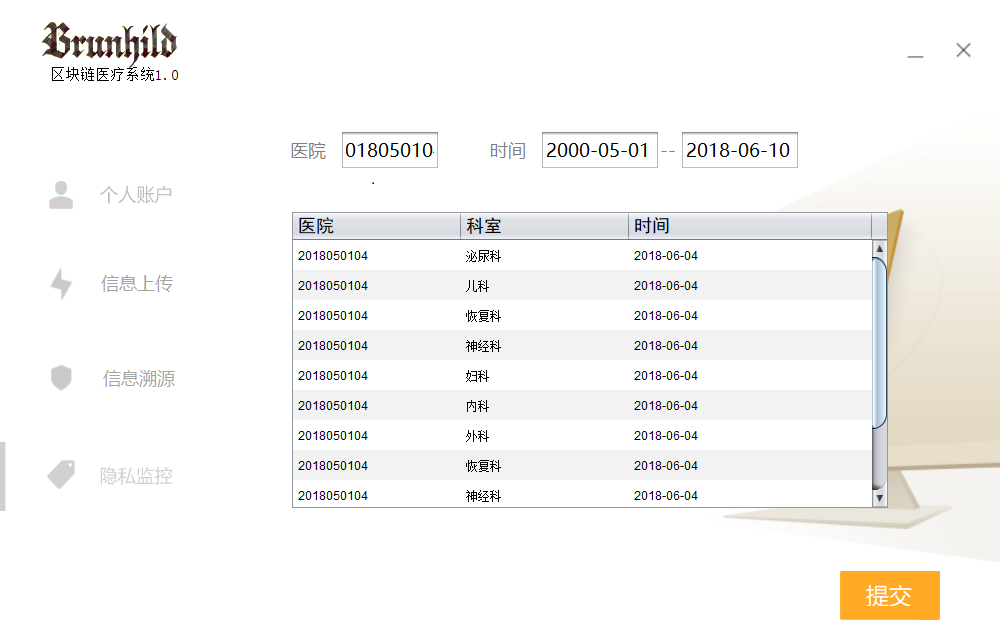 Brunhild
区块链医疗系统1.0
医院 01805010 时间 2000-05-01 -- 2018-06-10
个人账户
信息上传
信息溯源
隐私监控
医院 科室 时间
2018050104 泌尿科 2018-06-04
2018050104 儿科 2018-06-04
2018050104 恢复科 2018-06-04
2018050104 神经科 2018-06-04
2018050104 妇科 2018-06-04
2018050104 内科 2018-06-04
2018050104 外科 2018-06-04
2018050104 恢复科 2018-06-04
2018050104 神经科 2018-06-04
提交